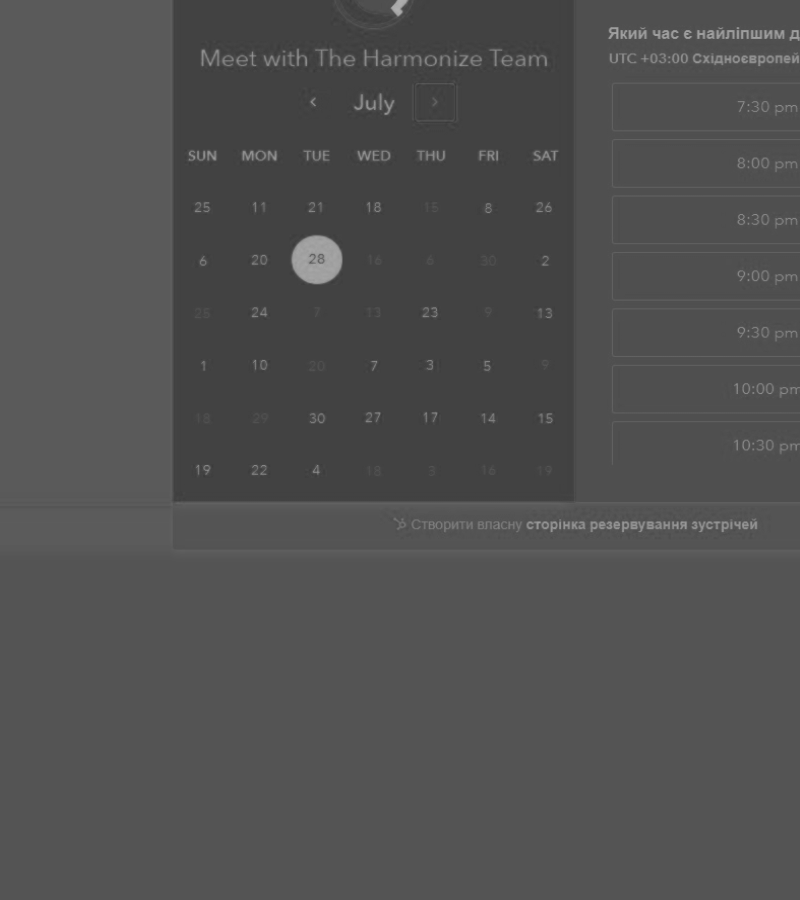 Meet with The Harmonize Team
‹ July ›
SUN MON TUE WED THU FRI SAT
25 11 21 18 15 8 26
6 20 28 16 6 30 2
25 24 7 13 23 9 13
1 10 20 7 3 5 9
18 29 30 27 17 14 15
19 22 4 18 3 16 19
Який час є найліпшим д
UTC +03:00 Східноєвропей
7:30 pm
8:00 pm
8:30 pm
9:00 pm
9:30 pm
10:00 pm
10:30 pm
Створити власну сторінка резервування зустрічей